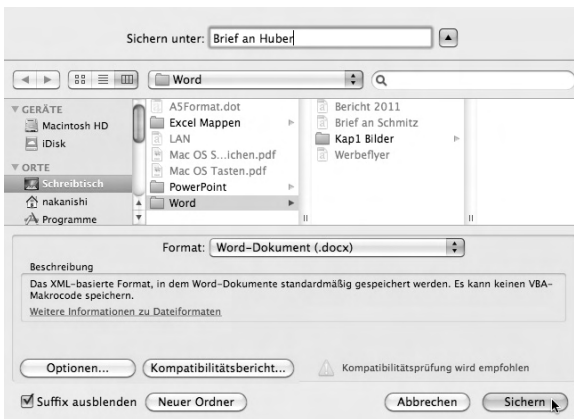 Sichern unter: Brief an Huber
Word
GERÄTE
Macintosh HD
iDisk
ORTE
Schreibtisch
nakanishi
Programme
A5Format.dot
Excel Mappen
LAN
Mac OS S...ichen.pdf
Mac OS Tasten.pdf
PowerPoint
Word
Bericht 2011
Brief an Schmitz
Kap1 Bilder
Werbeflyer
Format: Word-Dokument (.docx)
Beschreibung
Das XML-basierte Format, in dem Word-Dokumente standardmäßig gespeichert werden. Es kann keinen VBA-
Makrocode speichern.
Weitere Informationen zu Dateiformaten
Optionen... Kompatibilitätsbericht... Kompatibilitätsprüfung wird empfohlen
Suffix ausblenden Neuer Ordner Abbrechen Sichern